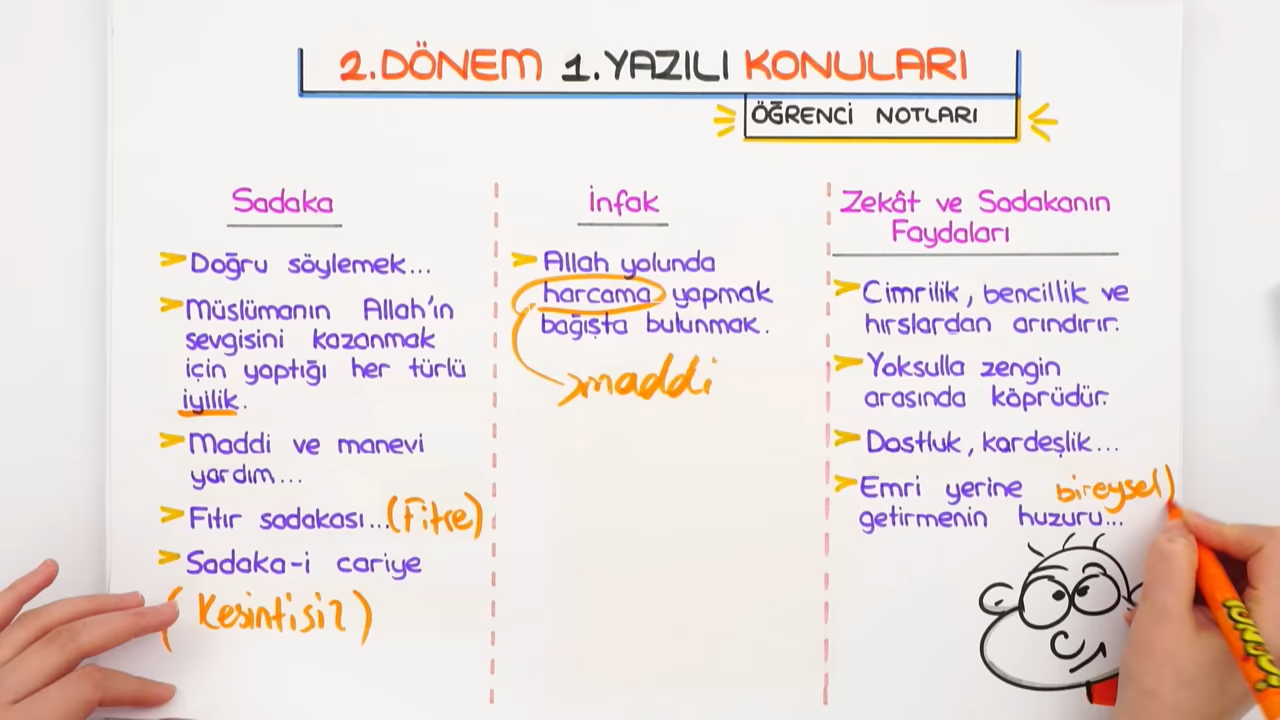 2.DÖNEM 1.YAZILI KONULARI
ÖĞRENCİ NOTLARI
Sadaka
➤Doğru söylemek...
➤Müslümanın Allah'ın
sevgisini kazanmak
için yaptığı her türlü
iyilik.
➤Maddi ve manevi
yardım...
➤Fıtır sadakası...(Fitre)
➤Sadaka-i cariye
(Kesintisiz)
İnfak
➤Allah yolunda
harcama yapmak
bağışta bulunmak.
maddi
Zekât ve Sadakanın
Faydaları
➤Cimrilik, bencillik ve
hırslardan arındırır.
➤Yoksulla zengin
arasında köprüdür.
➤Dostluk, kardeşlik...
➤Emri yerine bireysel)
getirmenin huzuru...